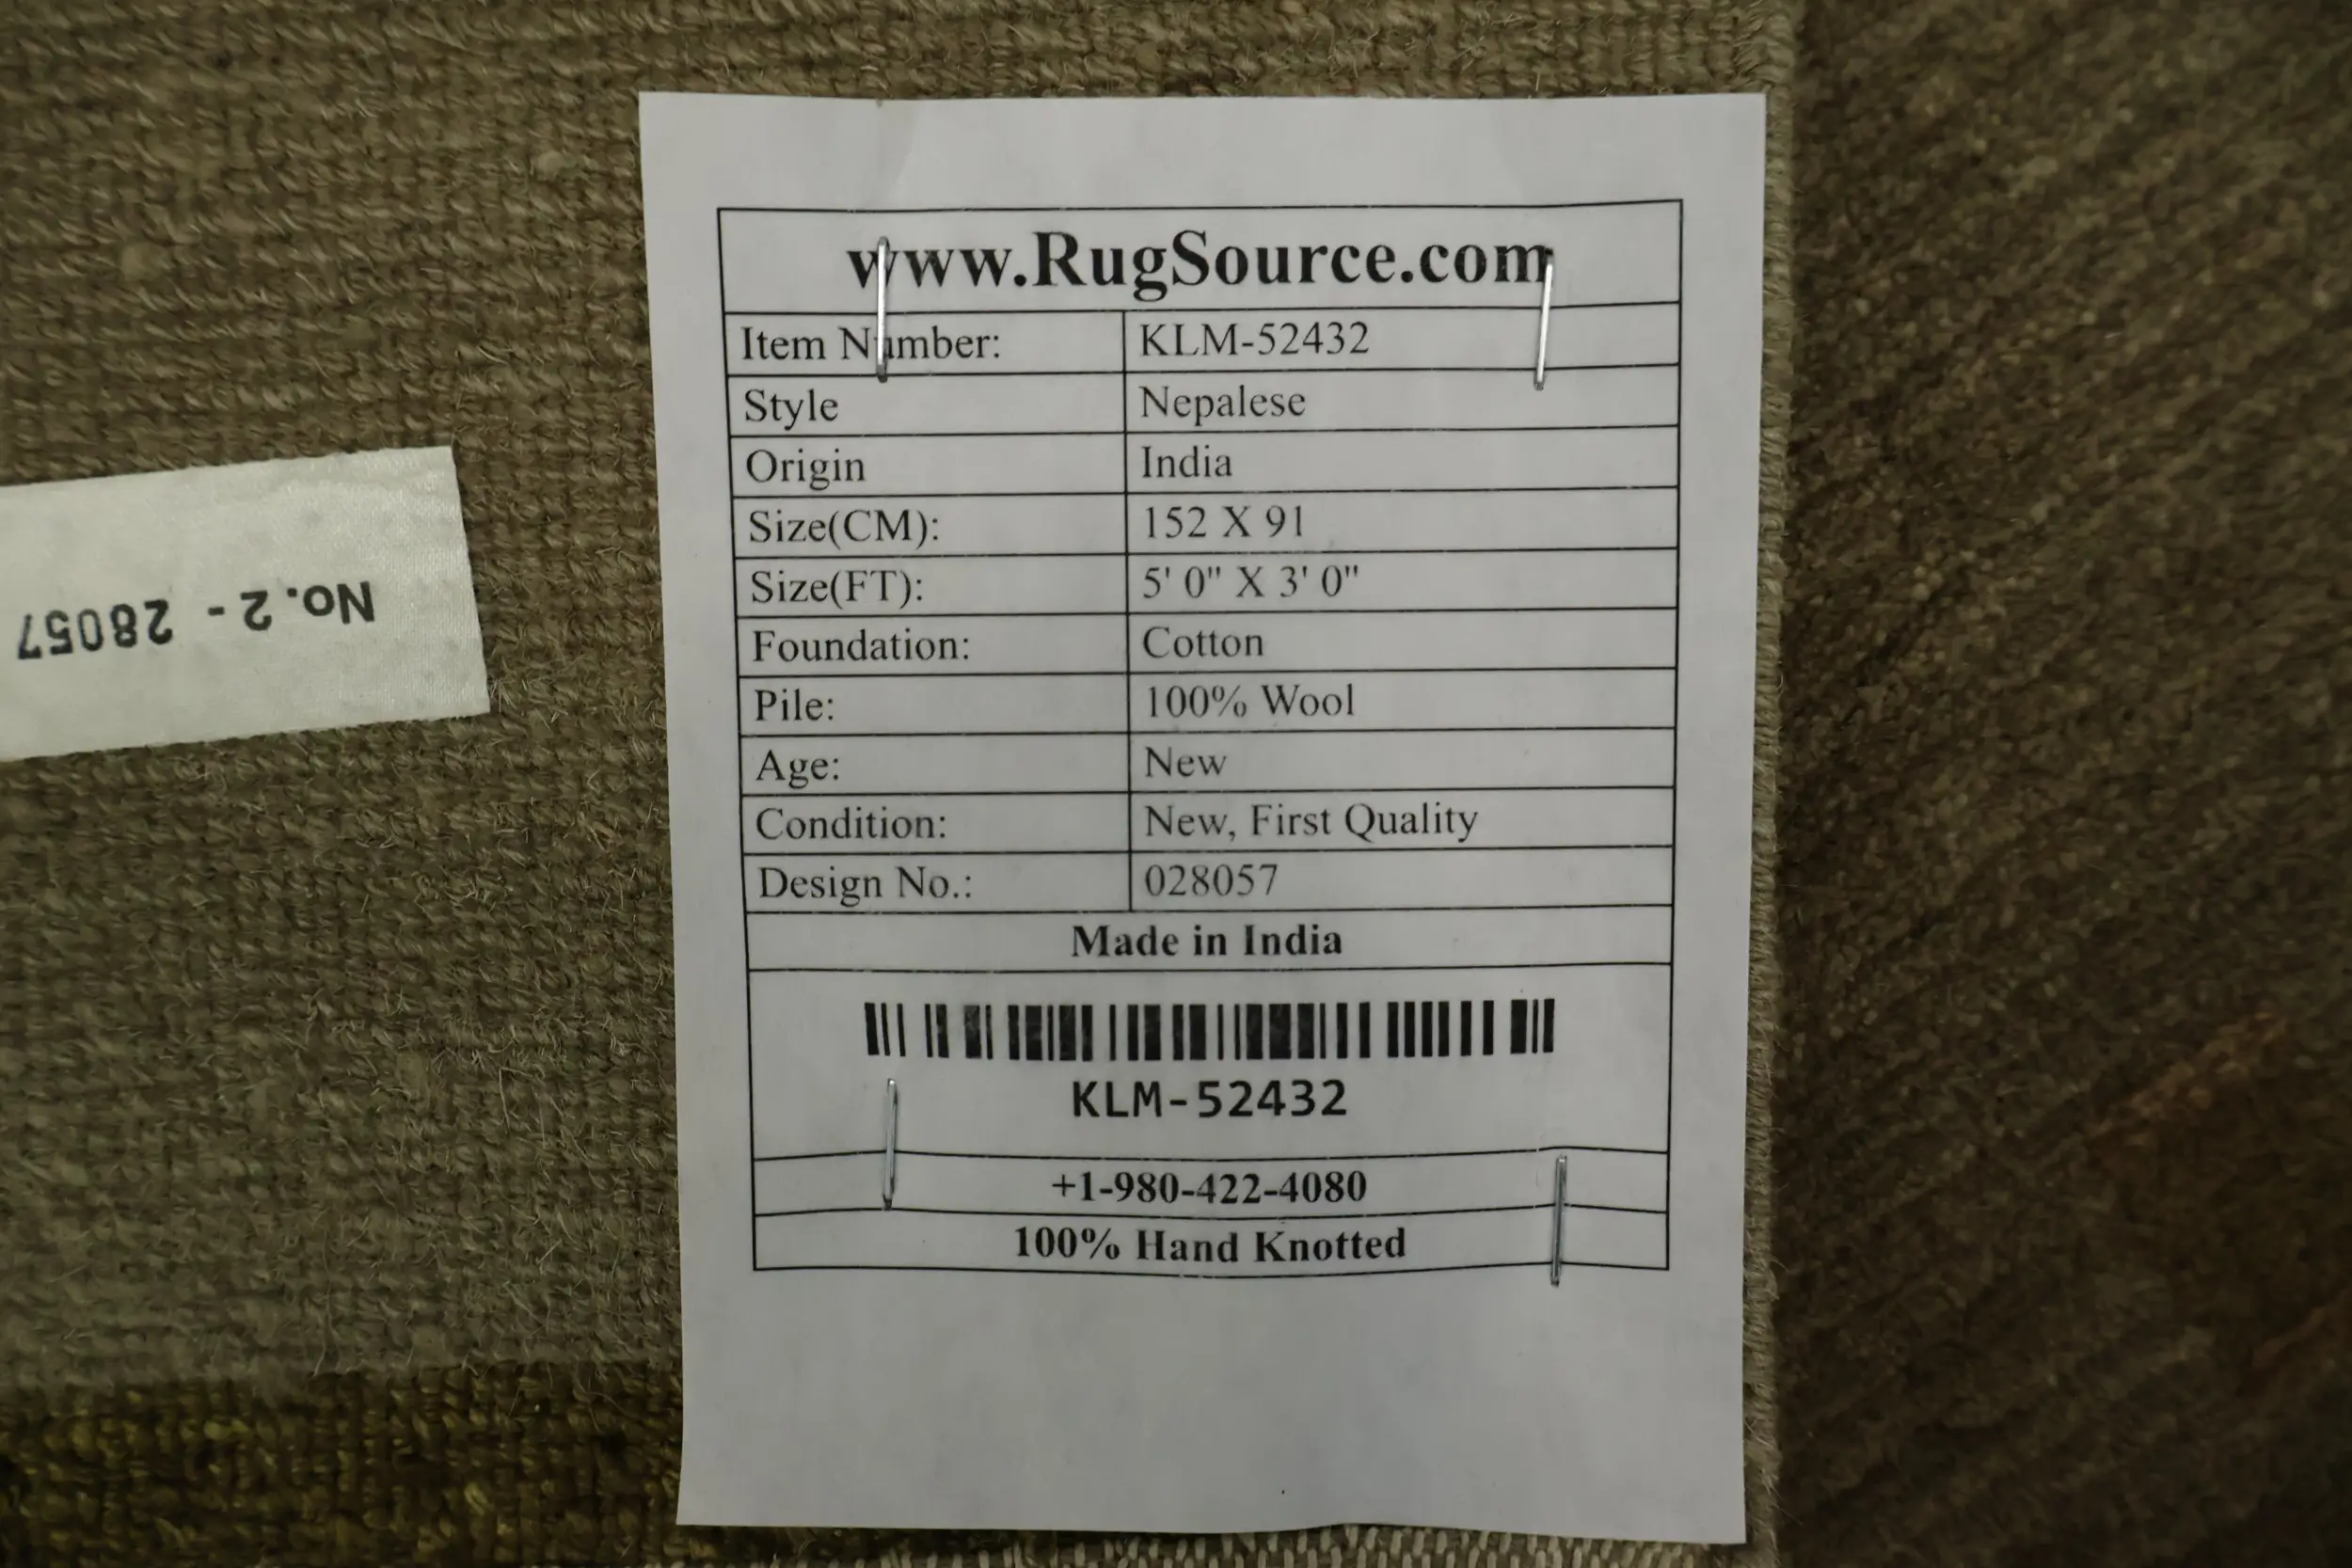 www.RugSource.com
Item Number: KLM-52432
Style Nepalese
Origin India
Size(CM): 152 X 91
Size(FT): 5' 0" X 3' 0"
Foundation: Cotton
Pile: 100% Wool
Age: New
Condition: New, First Quality
Design No.: 028057
Made in India
KLM-52432
+1-980-422-4080
100% Hand Knotted
No. 2 - 28057